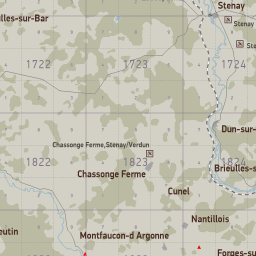 Stenay
lles-sur-Bar
Stenay
1722
1723
1724
Dun-sur-
Chassonge Ferme,Stenay/Verdun
1822
1823
1824
Chassonge Ferme
Brieulles-s
Cunel
Nantillois
eutin
Montfaucon-d Argonne
Forges-su